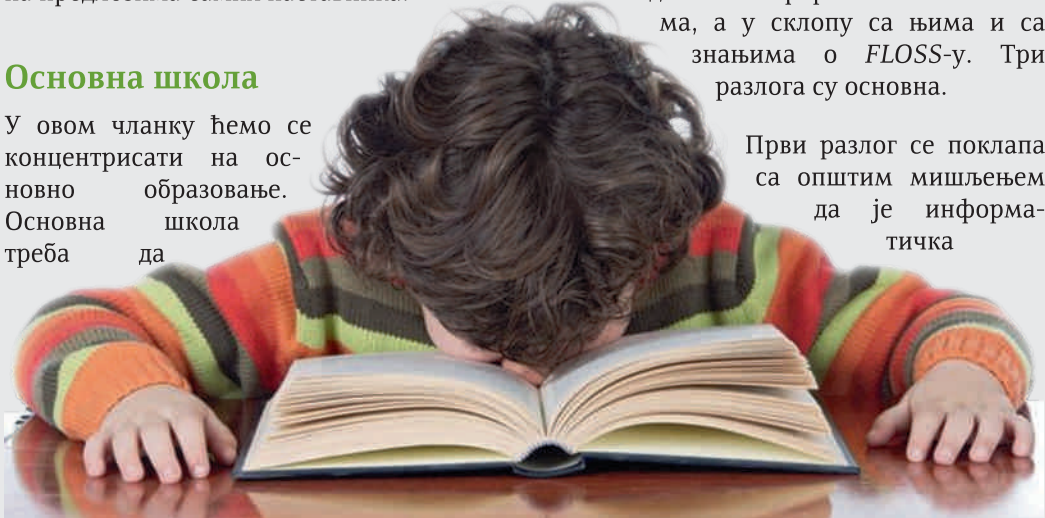 Основна школа
У овом чланку ћемо се
концентрисати на ос-
новно образовање.
Основна школа
треба да
ма, а у склопу са њима и са
знањима о FLOSS-у. Три
разлога су основна.
Први разлог се поклапа
са општим мишљењем
да је информа-
тичка